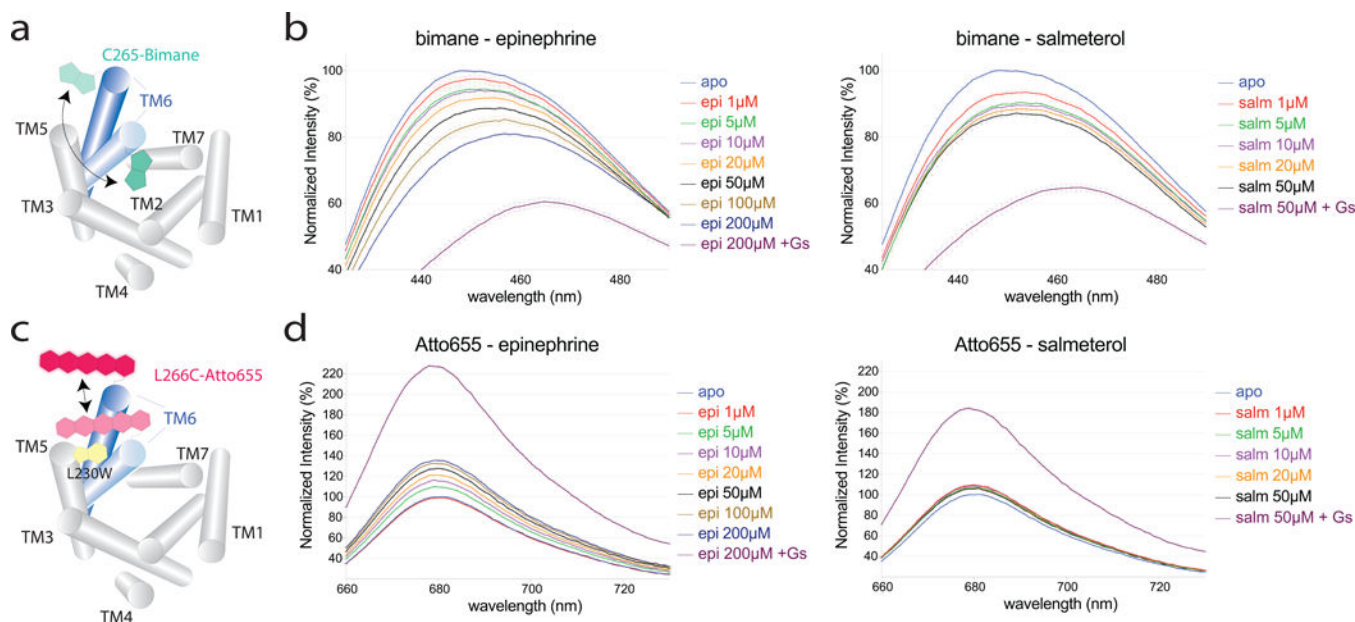 a
C265-Bimane
TM6
TM5
TM7
TM3
TM2
TM1
TM4
b
bimane - epinephrine
Normalized Intensity (%)
100
80
60
40
440
460
480
wavelength (nm)
apo
epi 1µM
epi 5µM
epi 10µM
epi 20µM
epi 50µM
epi 100µM
epi 200µM
epi 200µM +Gs
bimane - salmeterol
Normalized Intensity (%)
100
80
60
40
440
460
480
wavelength (nm)
apo
salm 1µM
salm 5µM
salm 10µM
salm 20µM
salm 50µM
salm 50µM + Gs
c
L266C-Atto655
TM6
TM5
TM7
L230W
TM3
TM1
TM4
d
Atto655 - epinephrine
Normalized Intensity (%)
220
200
180
160
140
120
100
80
60
40
660
680
700
720
wavelength (nm)
apo
epi 1µM
epi 5µM
epi 10µM
epi 20µM
epi 50µM
epi 100µM
epi 200µM
epi 200µM +Gs
Atto655 - salmeterol
Normalized Intensity (%)
220
200
180
160
140
120
100
80
60
40
660
680
700
720
wavelength (nm)
apo
salm 1µM
salm 5µM
salm 10µM
salm 20µM
salm 50µM
salm 50µM + Gs